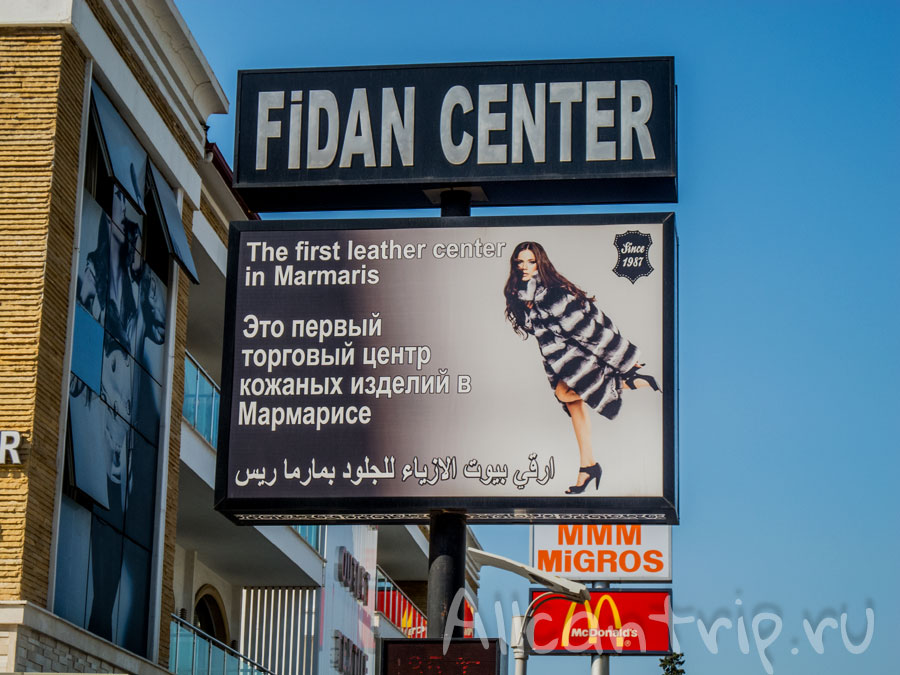 FiDAN CENTER
The first leather center
in Marmaris
Since
1987
Это первый
торговый центр
кожаных изделий в
Мармарисе
ارقي بيوت الازياء للجلود بمارما ريس
R
MMM
MiGROS
McDonald's
Allcantrip.ru